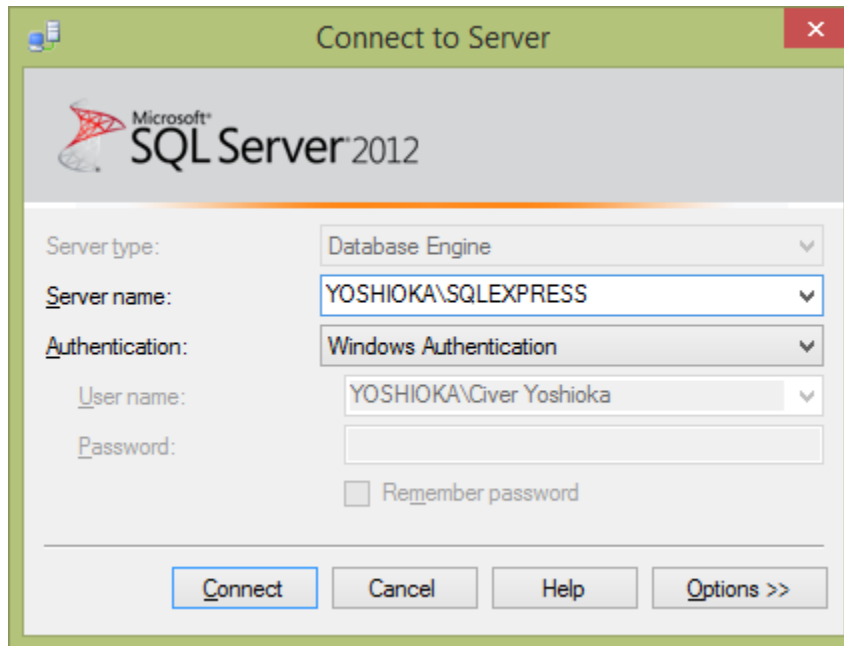 Connect to Server
Microsoft®
SQL Server® 2012
Server type: Database Engine
Server name: YOSHIOKA\SQLEXPRESS
Authentication: Windows Authentication
User name: YOSHIOKA\Civer Yoshioka
Password:
Remember password
Connect Cancel Help Options >>